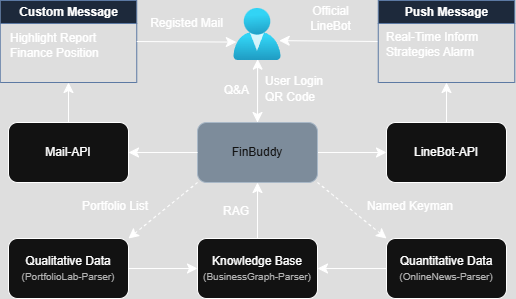 Custom Message
Highlight Report
Finance Position
Registed Mail
Official
LineBot
Push Message
Real-Time Inform
Strategies Alarm
Q&A
User Login
QR Code
Mail-API
FinBuddy
LineBot-API
Portfolio List
RAG
Named Keyman
Qualitative Data
(PortfolioLab-Parser)
Knowledge Base
(BusinessGraph-Parser)
Quantitative Data
(OnlineNews-Parser)